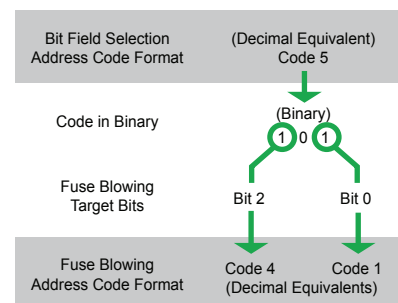 Bit Field Selection
Address Code Format
(Decimal Equivalent)
Code 5
Code in Binary
(Binary)
1 0 1
Fuse Blowing
Target Bits
Bit 2
Bit 0
Fuse Blowing
Address Code Format
Code 4
Code 1
(Decimal Equivalents)